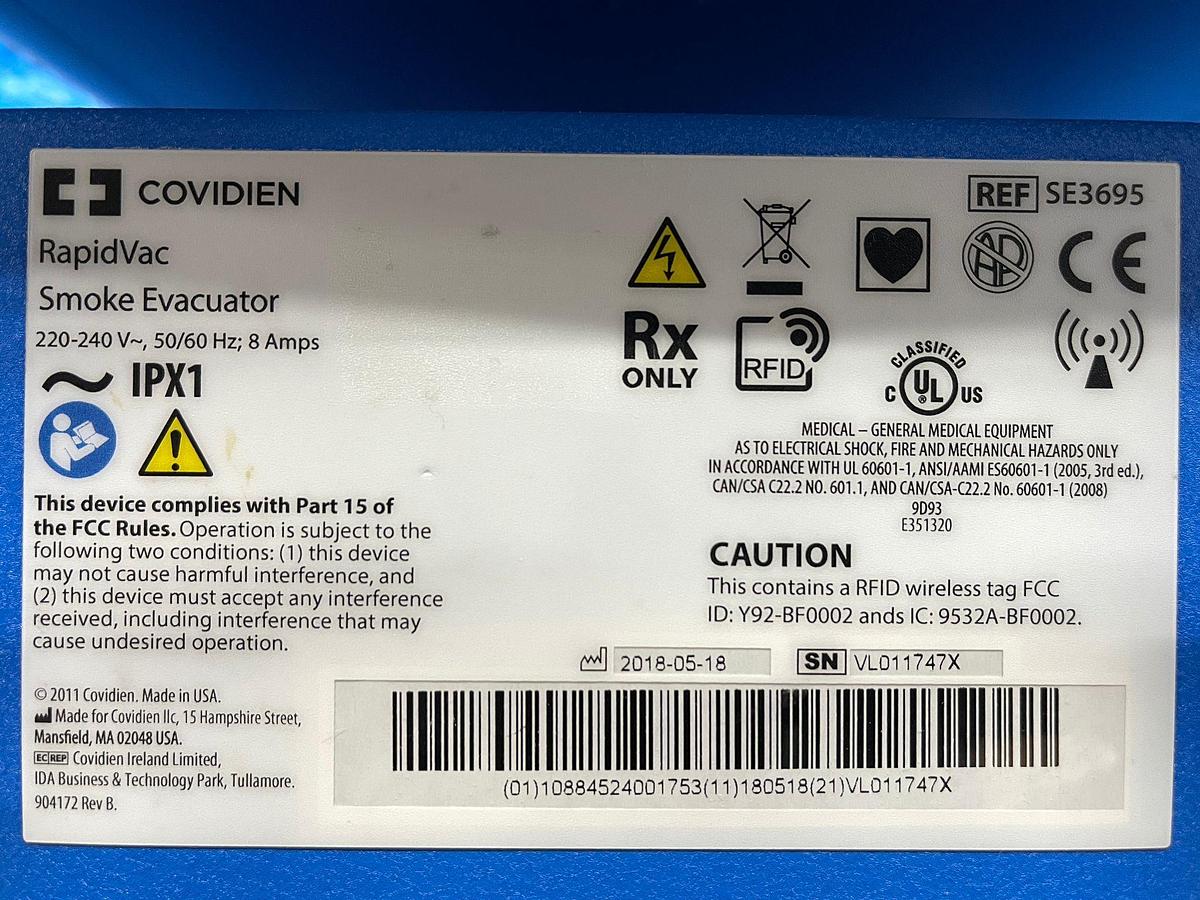 COVIDIEN
REF SE3695
RapidVac
Smoke Evacuator
220-240 V~, 50/60 Hz; 8 Amps
IPX1
AP
CE
Rx
ONLY
RFID
CLASSIFIED
C UL® US
MEDICAL – GENERAL MEDICAL EQUIPMENT
AS TO ELECTRICAL SHOCK, FIRE AND MECHANICAL HAZARDS ONLY
IN ACCORDANCE WITH UL 60601-1, ANSI/AAMI ES60601-1 (2005, 3rd ed.),
CAN/CSA C22.2 NO. 601.1, AND CAN/CSA-C22.2 No. 60601-1 (2008)
9D93
E351320
This device complies with Part 15 of
the FCC Rules. Operation is subject to the
following two conditions: (1) this device
may not cause harmful interference, and
(2) this device must accept any interference
received, including interference that may
cause undesired operation.
CAUTION
This contains a RFID wireless tag FCC
ID: Y92-BF0002 ands IC: 9532A-BF0002.
2018-05-18
SN VL011747X
© 2011 Covidien. Made in USA.
Made for Covidien llc, 15 Hampshire Street,
Mansfield, MA 02048 USA.
EC REP Covidien Ireland Limited,
IDA Business & Technology Park, Tullamore.
904172 Rev B.
(01)10884524001753(11)180518(21)VL011747X